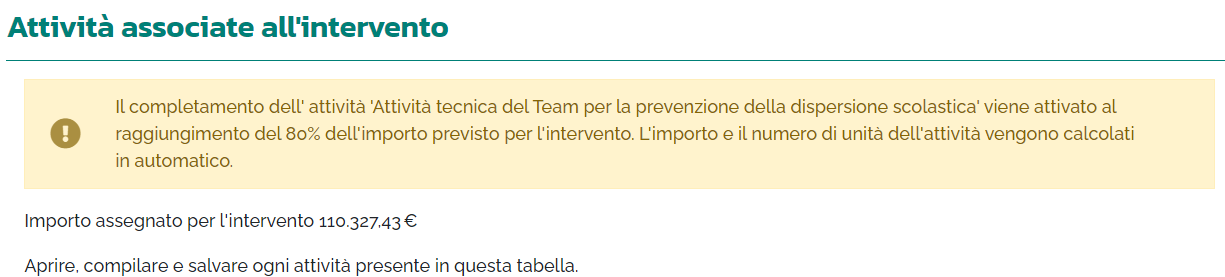 Attività associate all'intervento
Il completamento dell' attività 'Attività tecnica del Team per la prevenzione della dispersione scolastica' viene attivato al
raggiungimento del 80% dell'importo previsto per l'intervento. L'importo e il numero di unità dell'attività vengono calcolati
in automatico.
Importo assegnato per l'intervento 110.327,43 €
Aprire, compilare e salvare ogni attività presente in questa tabella.